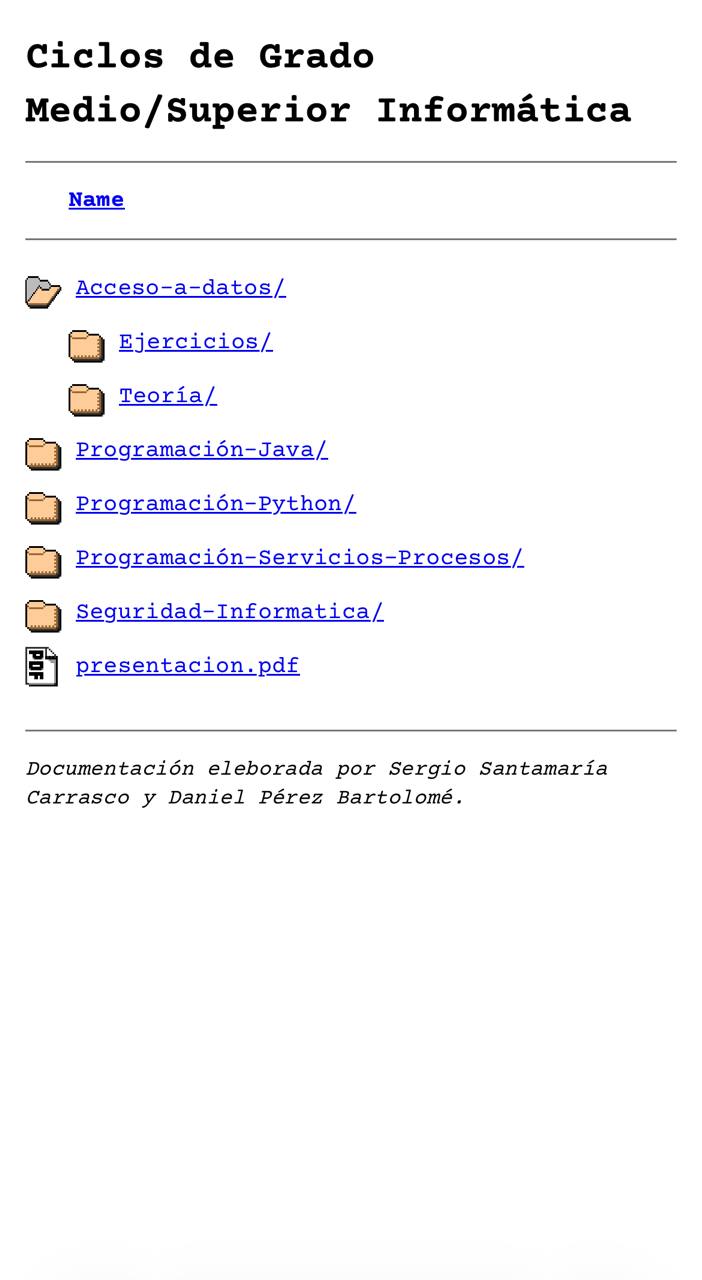 Ciclos de Grado
Medio/Superior Informática
Name
Acceso-a-datos/
Ejercicios/
Teoría/
Programación-Java/
Programación-Python/
Programación-Servicios-Procesos/
Seguridad-Informatica/
PDF presentacion.pdf
Documentación eleborada por Sergio Santamaría
Carrasco y Daniel Pérez Bartolomé.